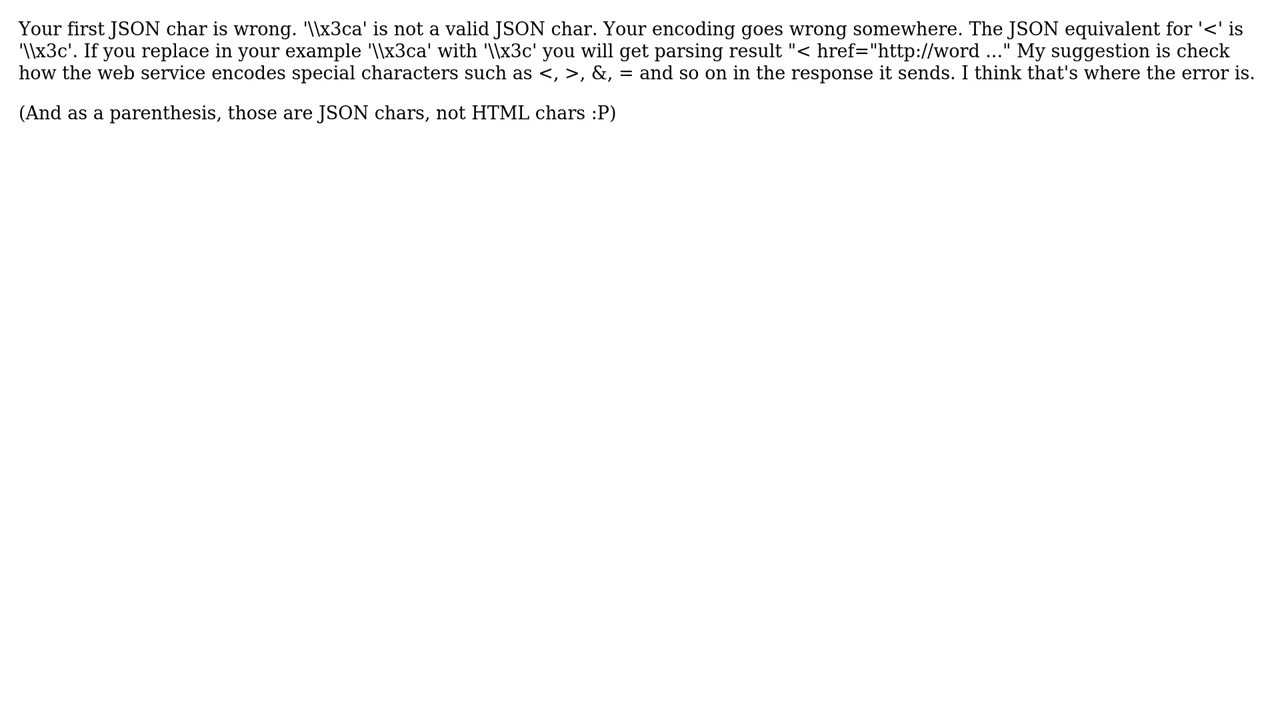 Your first JSON char is wrong. '\\x3ca' is not a valid JSON char. Your encoding goes wrong somewhere. The JSON equivalent for '<' is
'\\x3c'. If you replace in your example '\\x3ca' with '\\x3c' you will get parsing result "< href="http://word ..." My suggestion is check
how the web service encodes special characters such as <, >, &, = and so on in the response it sends. I think that's where the error is.
(And as a parenthesis, those are JSON chars, not HTML chars :P)